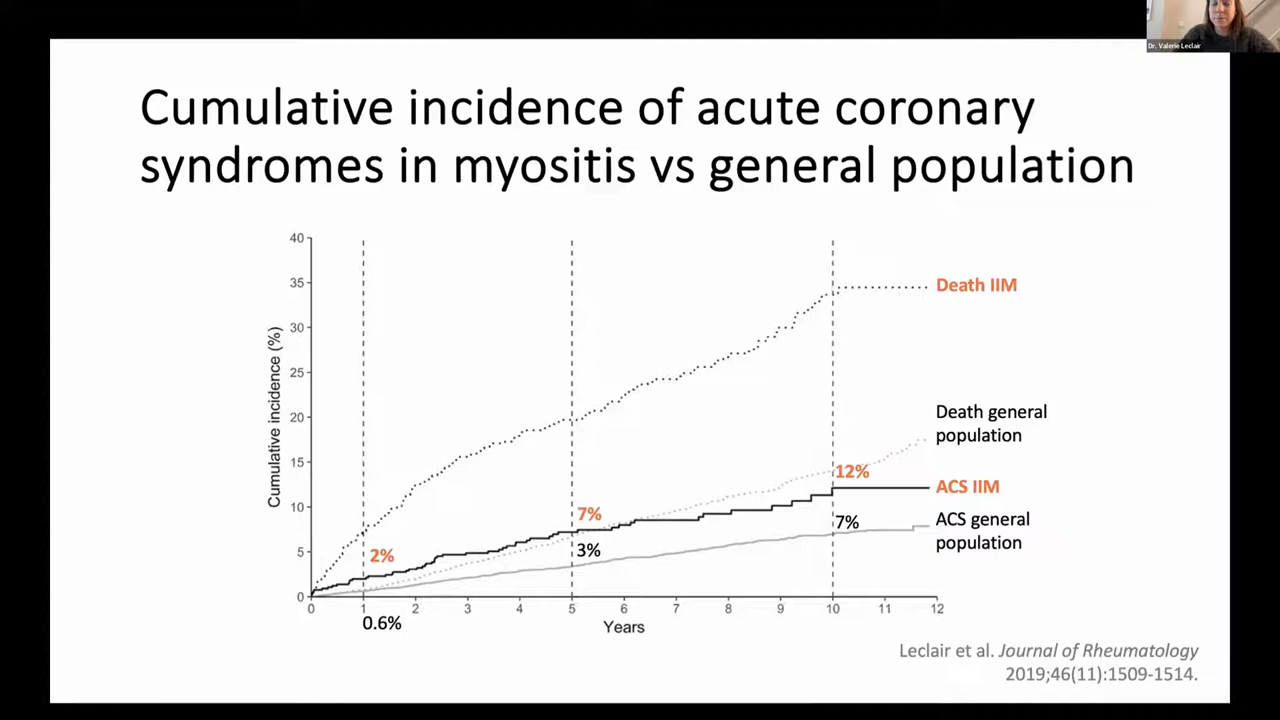 Dr. Valerie Leclair
Cumulative incidence of acute coronary
syndromes in myositis vs general population
Cumulative incidence (%)
40
35
30
25
20
15
10
5
0
0 1 2 3 4 5 6 7 8 9 10 11 12
Years
2%
0.6%
7%
3%
12%
7%
Death IIM
Death general
population
ACS IIM
ACS general
population
Leclair et al. Journal of Rheumatology
2019;46(11):1509-1514.